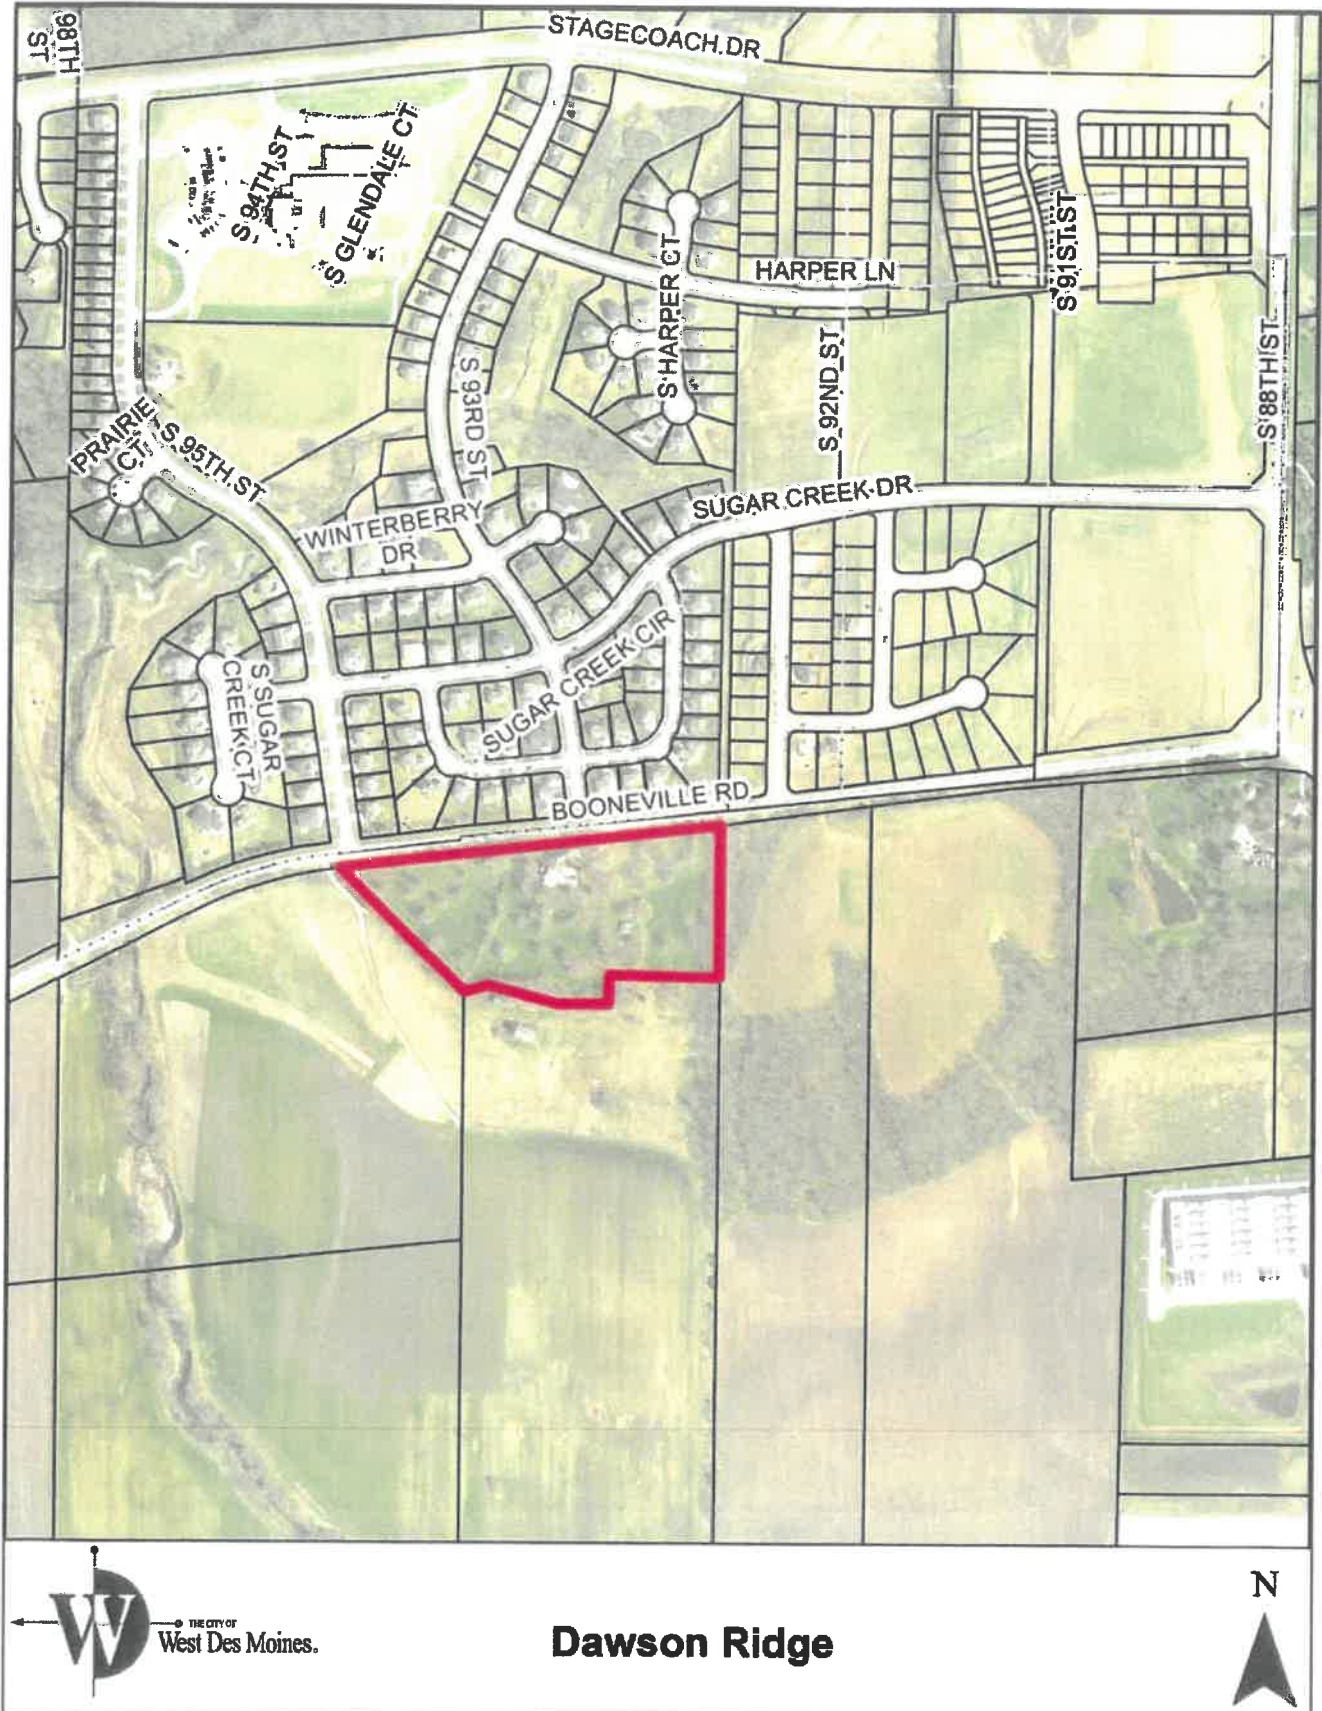 98TH
ST
STAGECOACH DR
S 94TH ST
S GLENDALE CT
S HARPER CT
HARPER LN
S 91ST ST
S 92ND ST
S 88TH ST
S 93RD ST
PRAIRIE
CT
S 95TH ST
WINTERBERRY
DR
SUGAR CREEK DR
SUGAR CREEK CIR
S SUGAR
CREEK CT
BOONEVILLE RD
W
THE CITY OF
West Des Moines.
Dawson Ridge
N